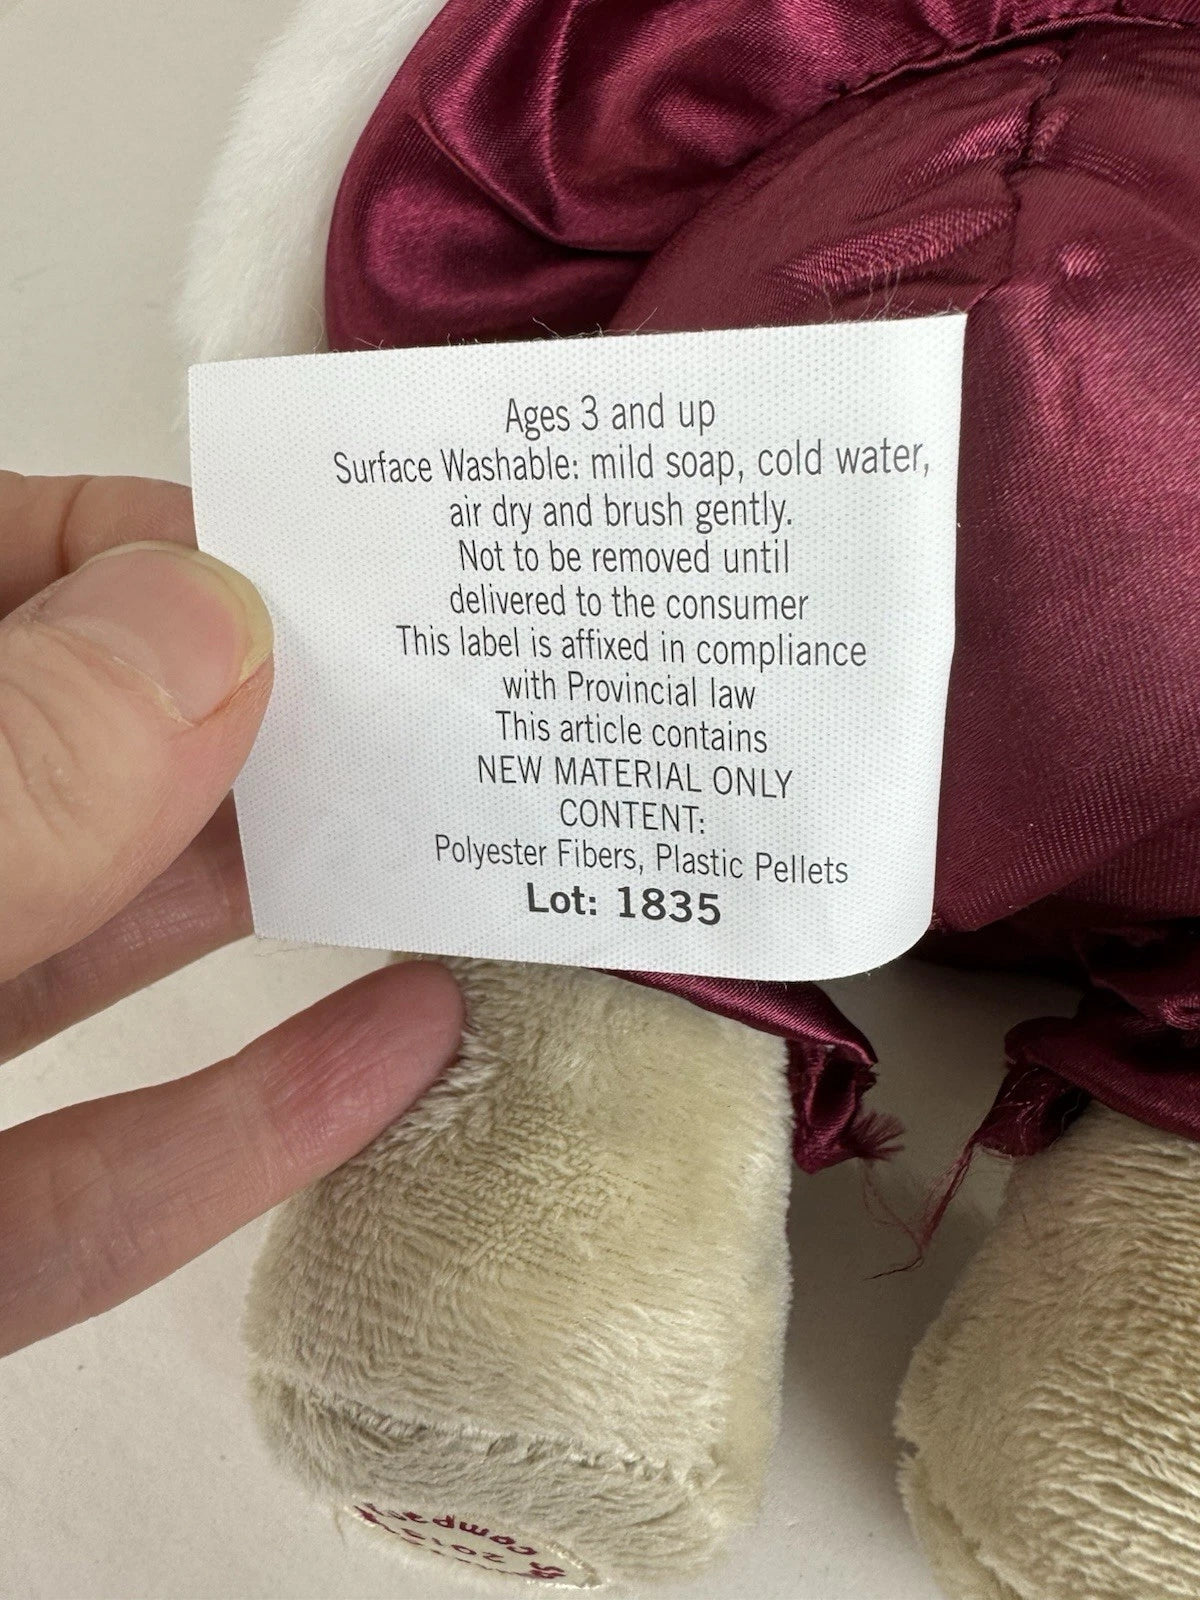 Ages 3 and up
Surface Washable: mild soap, cold water,
air dry and brush gently.
Not to be removed until
delivered to the consumer
This label is affixed in compliance
with Provincial law
This article contains
NEW MATERIAL ONLY
CONTENT:
Polyester Fibers, Plastic Pellets
Lot: 1835